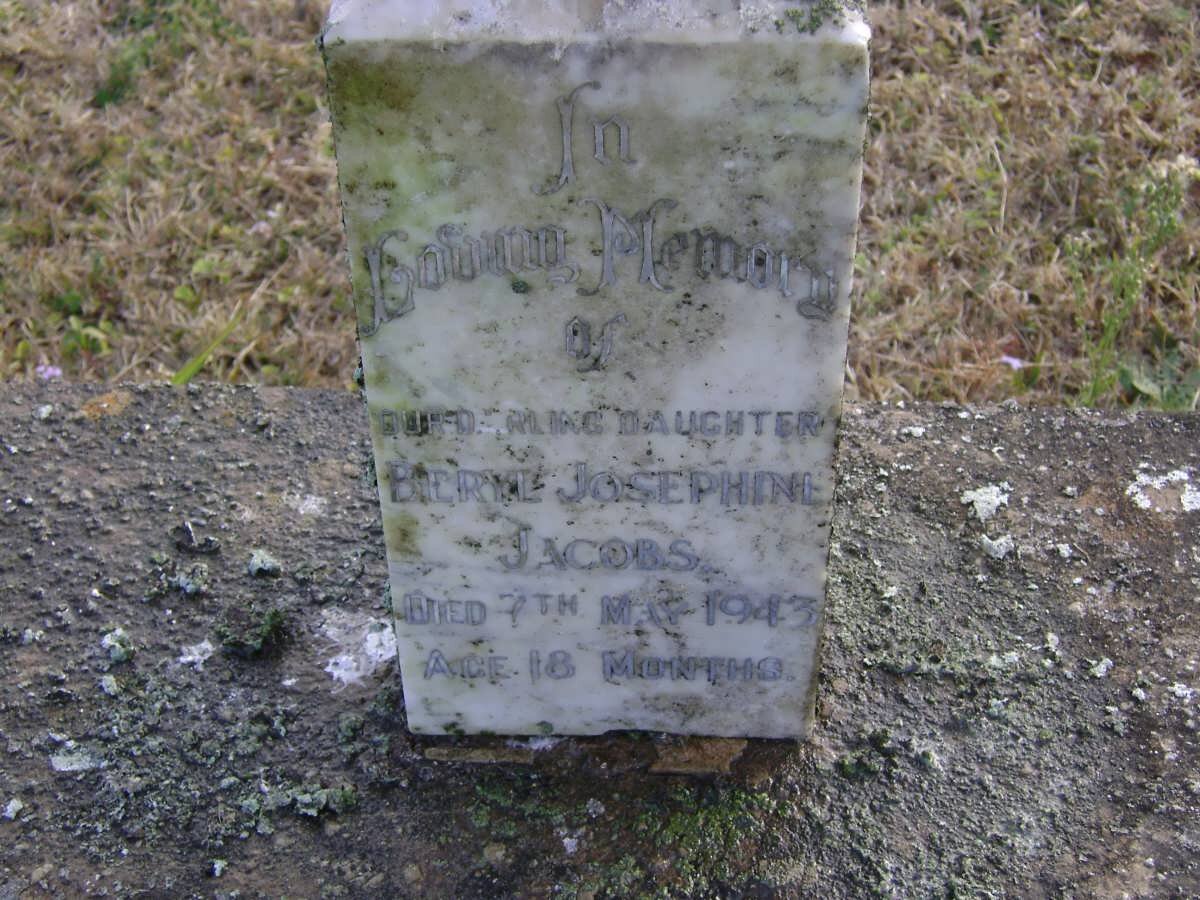 In
Loving Memory
of
OUR DARLING DAUGHTER
BERYL JOSEPHINE
JACOBS.
DIED 7TH MAY 1943
AGE 18 MONTHS.